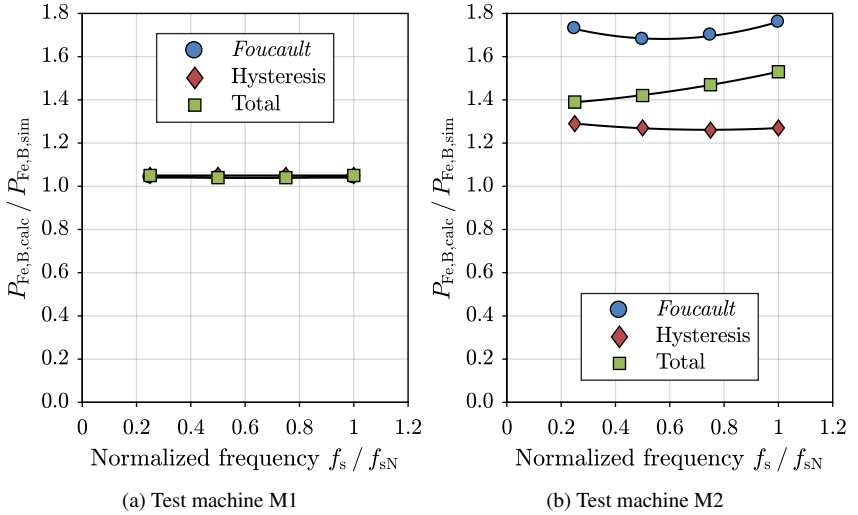 1.8
1.6
1.4
1.2
1.0
0.8
0.6
0.4
0.2
0.0
0 0.2 0.4 0.6 0.8 1 1.2
P_Fe,B,calc / P_Fe,B,sim
Foucault
Hysteresis
Total
Normalized frequency f_s / f_sN
(a) Test machine M1
1.8
1.6
1.4
1.2
1.0
0.8
0.6
0.4
0.2
0.0
0 0.2 0.4 0.6 0.8 1 1.2
P_Fe,B,calc / P_Fe,B,sim
Foucault
Hysteresis
Total
Normalized frequency f_s / f_sN
(b) Test machine M2